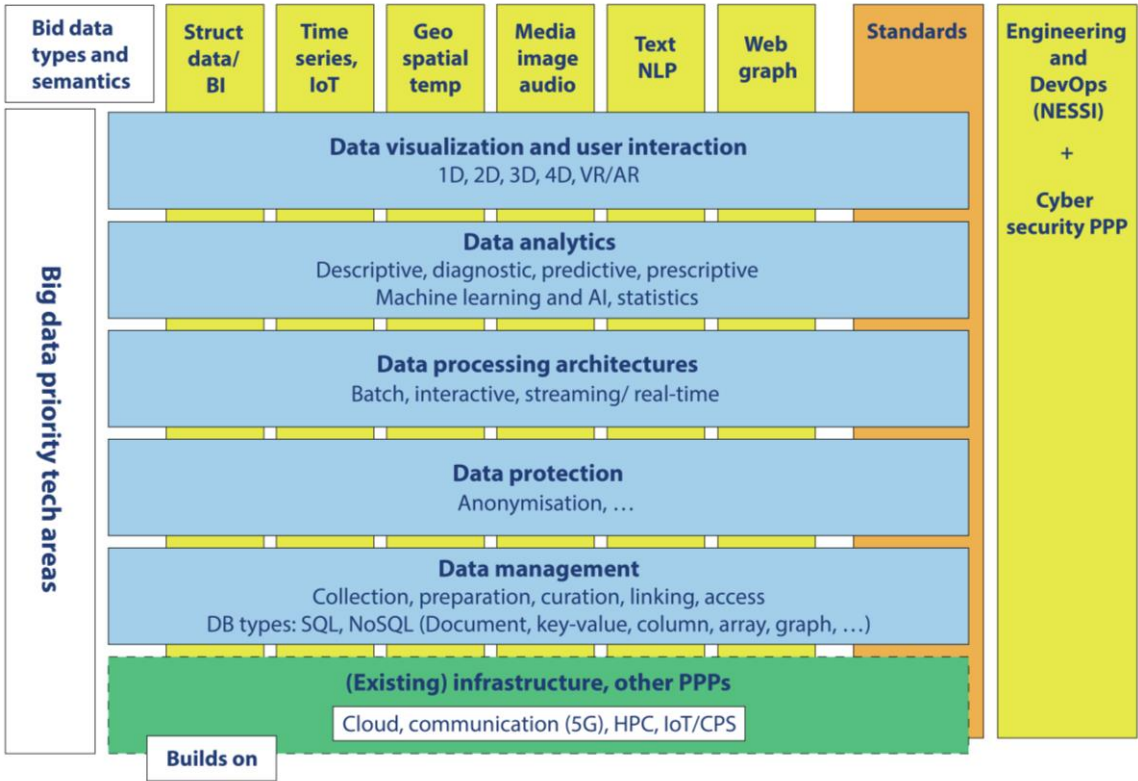 Bid data
types and
semantics
Struct
data/
BI
Time
series,
IoT
Geo
spatial
temp
Media
image
audio
Text
NLP
Web
graph
Standards
Engineering
and
DevOps
(NESSI)
+
Cyber
security PPP
Big data priority tech areas
Data visualization and user interaction
1D, 2D, 3D, 4D, VR/AR
Data analytics
Descriptive, diagnostic, predictive, prescriptive
Machine learning and AI, statistics
Data processing architectures
Batch, interactive, streaming/ real-time
Data protection
Anonymisation, …
Data management
Collection, preparation, curation, linking, access
DB types: SQL, NoSQL (Document, key-value, column, array, graph, …)
(Existing) infrastructure, other PPPs
Cloud, communication (5G), HPC, IoT/CPS
Builds on